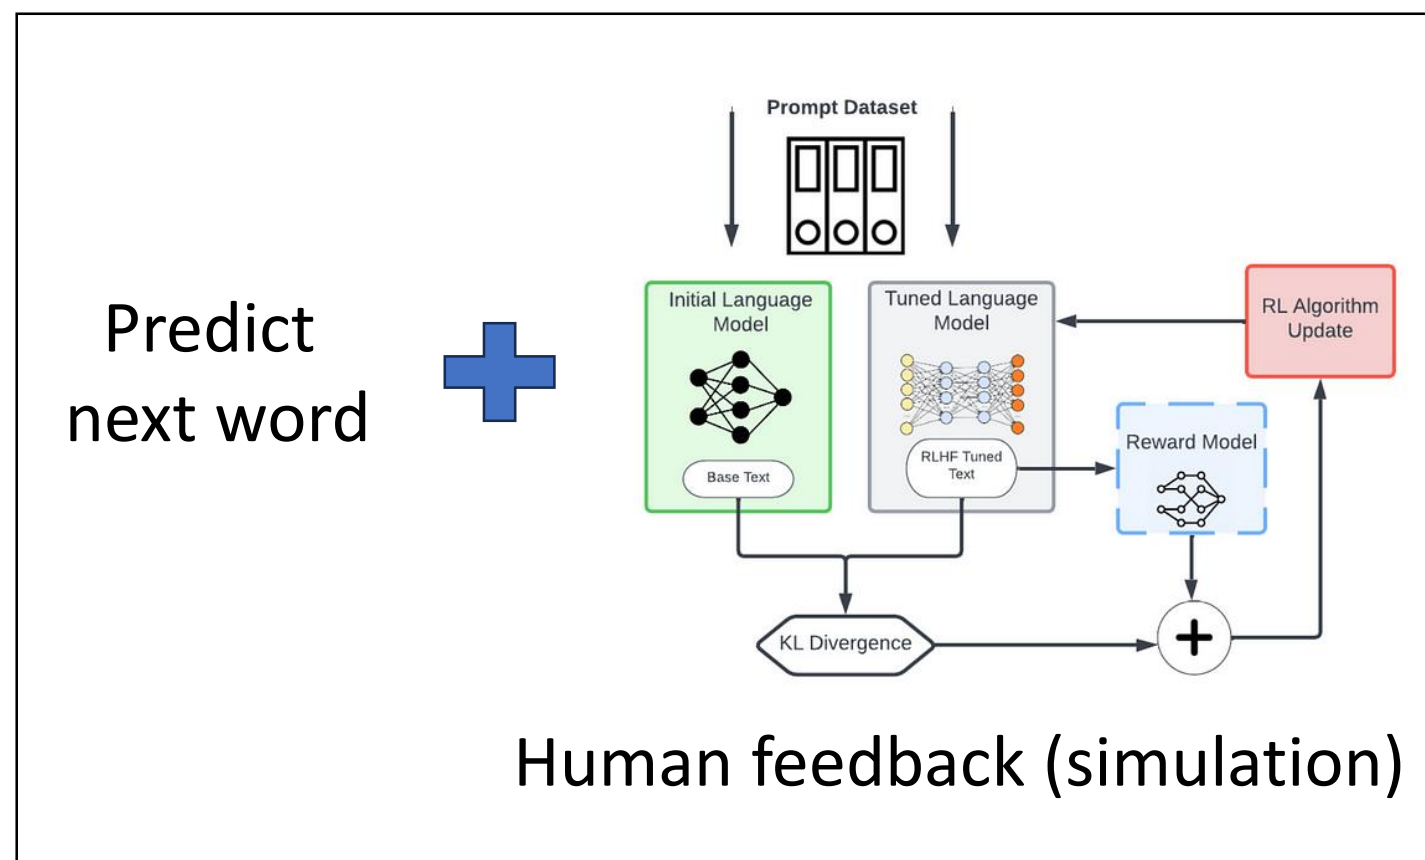 Predict
next word
Prompt Dataset
Initial Language
Model
Base Text
Tuned Language
Model
RLHF Tuned
Text
RL Algorithm
Update
Reward Model
KL Divergence
+
Human feedback (simulation)